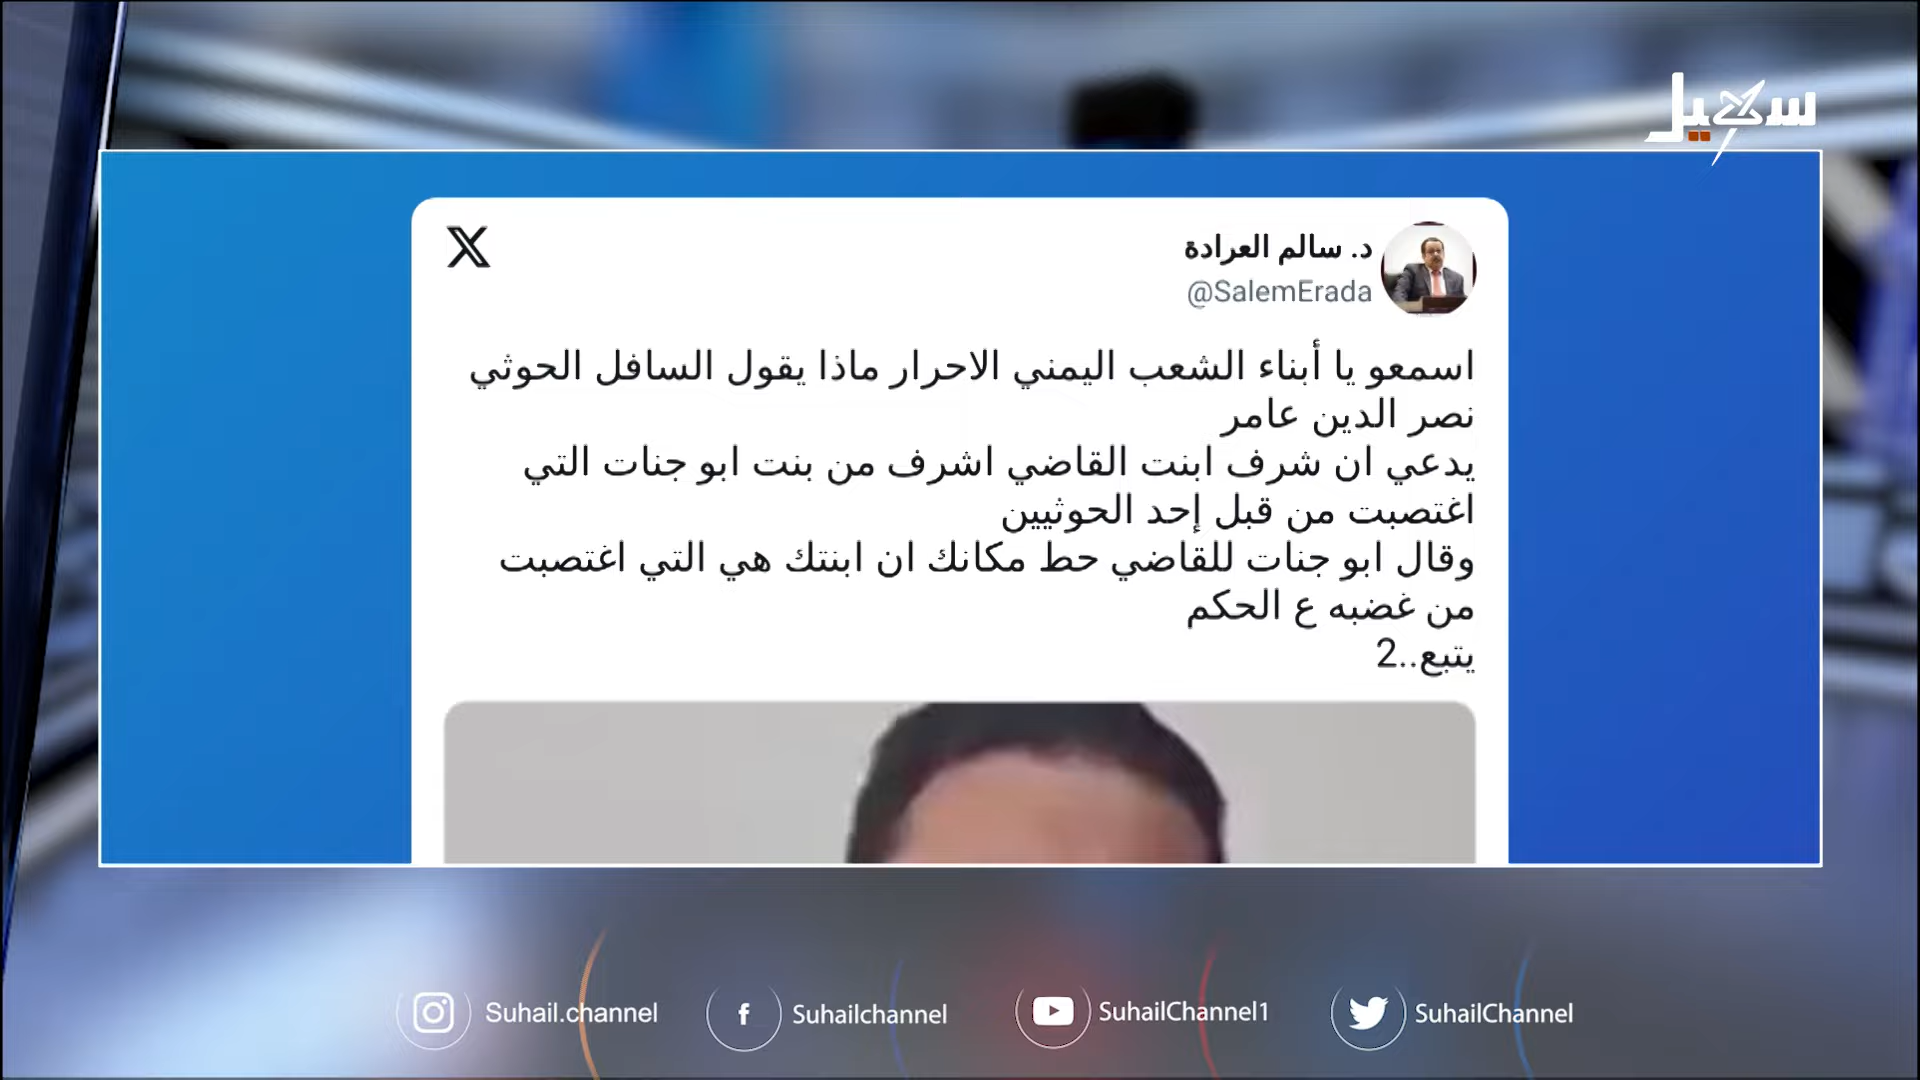 سهيل
د. سالم العرادة
@SalemErada
اسمعو يا أبناء الشعب اليمني الاحرار ماذا يقول السافل الحوثي
نصر الدين عامر
يدعي ان شرف ابنت القاضي اشرف من بنت ابو جنات التي
اغتصبت من قبل إحد الحوثيين
وقال ابو جنات للقاضي حط مكانك ان ابنتك هي التي اغتصبت
من غضبه ع الحكم
يتبع..2
Suhail.channel
Suhailchannel
SuhailChannel1
SuhailChannel